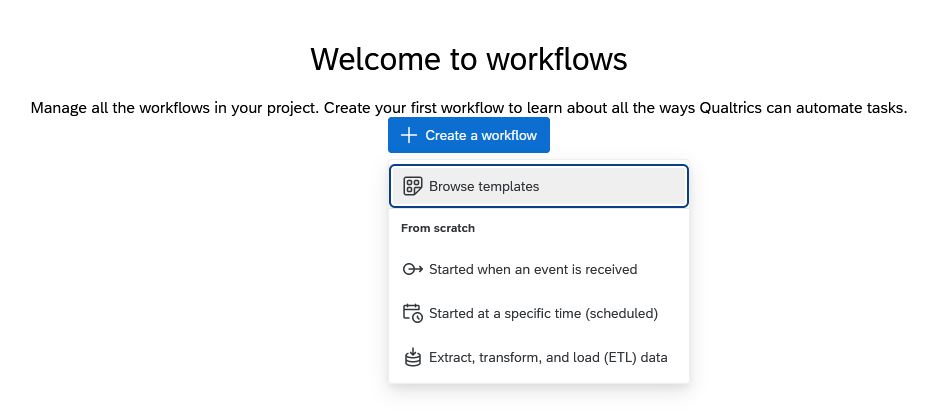 Welcome to workflows
Manage all the workflows in your project. Create your first workflow to learn about all the ways Qualtrics can automate tasks.
Create a workflow
Browse templates
From scratch
Started when an event is received
Started at a specific time (scheduled)
Extract, transform, and load (ETL) data